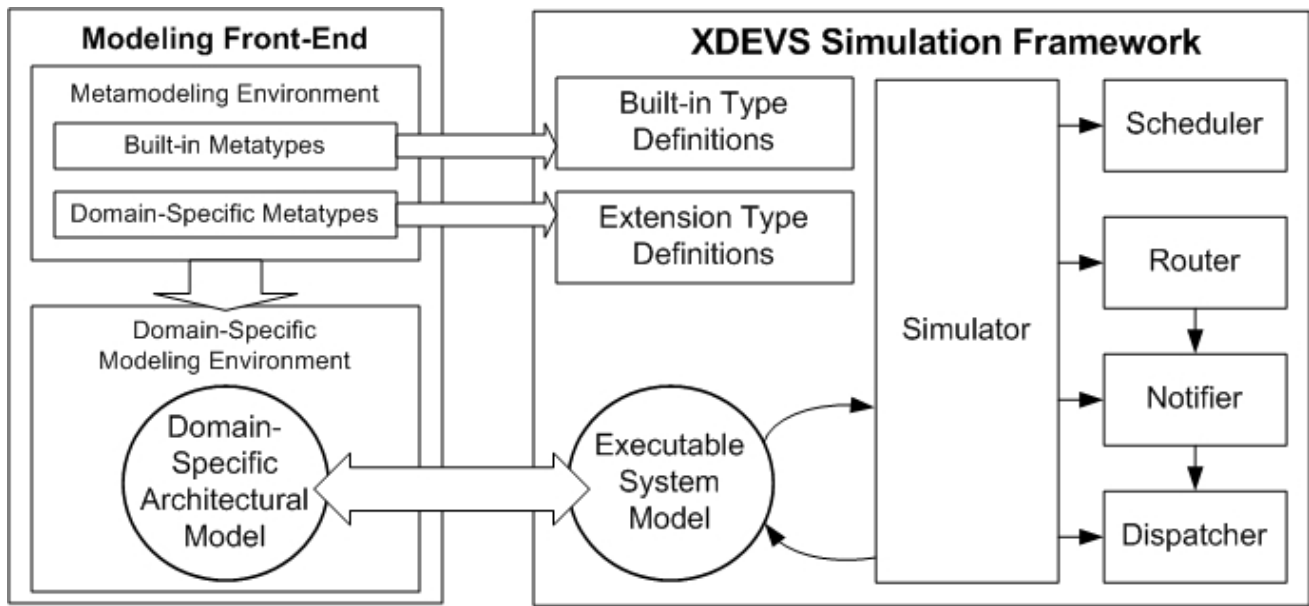 Modeling Front-End
Metamodeling Environment
Built-in Metatypes
Domain-Specific Metatypes
Domain-Specific
Modeling Environment
Domain-
Specific
Architectural
Model
XDEVS Simulation Framework
Built-in Type
Definitions
Extension Type
Definitions
Executable
System
Model
Simulator
Scheduler
Router
Notifier
Dispatcher